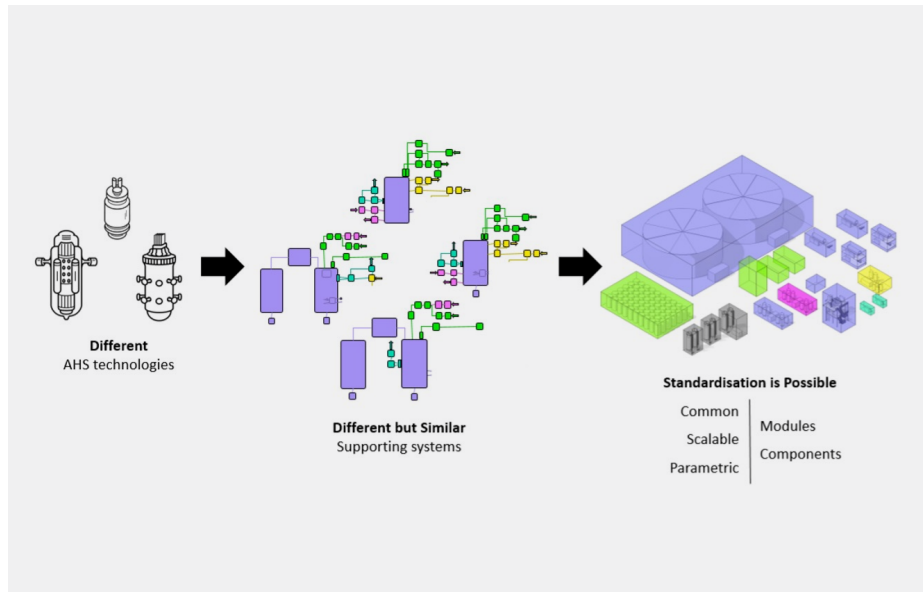 Different
AHS technologies
Different but Similar
Supporting systems
Standardisation is Possible
Common
Scalable
Parametric
Modules
Components